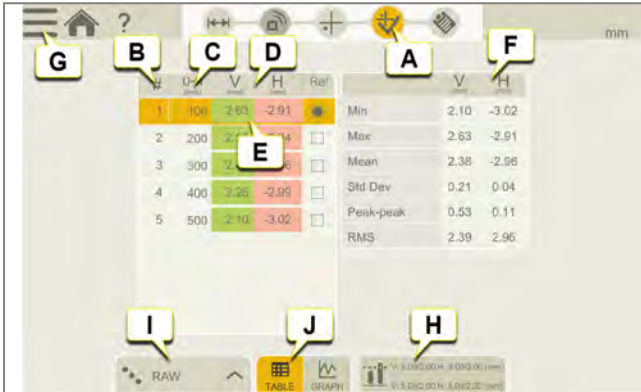 ?
mm
G
B
C
D
A
F
# V H Ref
V H
1 100 2.63 -2.91 Min 2.10 -3.02
2 200 Max 2.63 -2.91
E
3 300 Mean 2.38 -2.96
4 400 2.26 -2.99 Std Dev 0.21 0.04
5 500 2.10 -3.02 Peak-peak 0.53 0.11
RMS 2.39 2.96
I
J
H
RAW
TABLE GRAPH